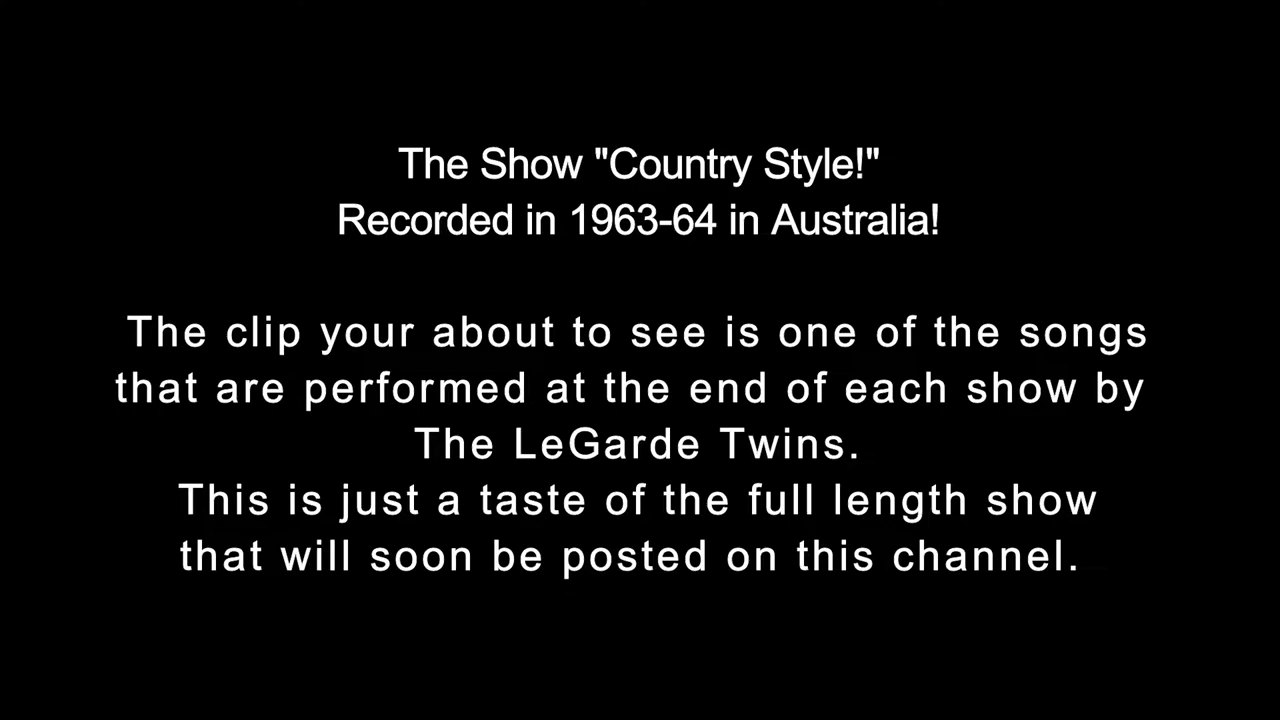 The Show "Country Style!"
Recorded in 1963-64 in Australia!
The clip your about to see is one of the songs
that are performed at the end of each show by
The LeGarde Twins.
This is just a taste of the full length show
that will soon be posted on this channel.